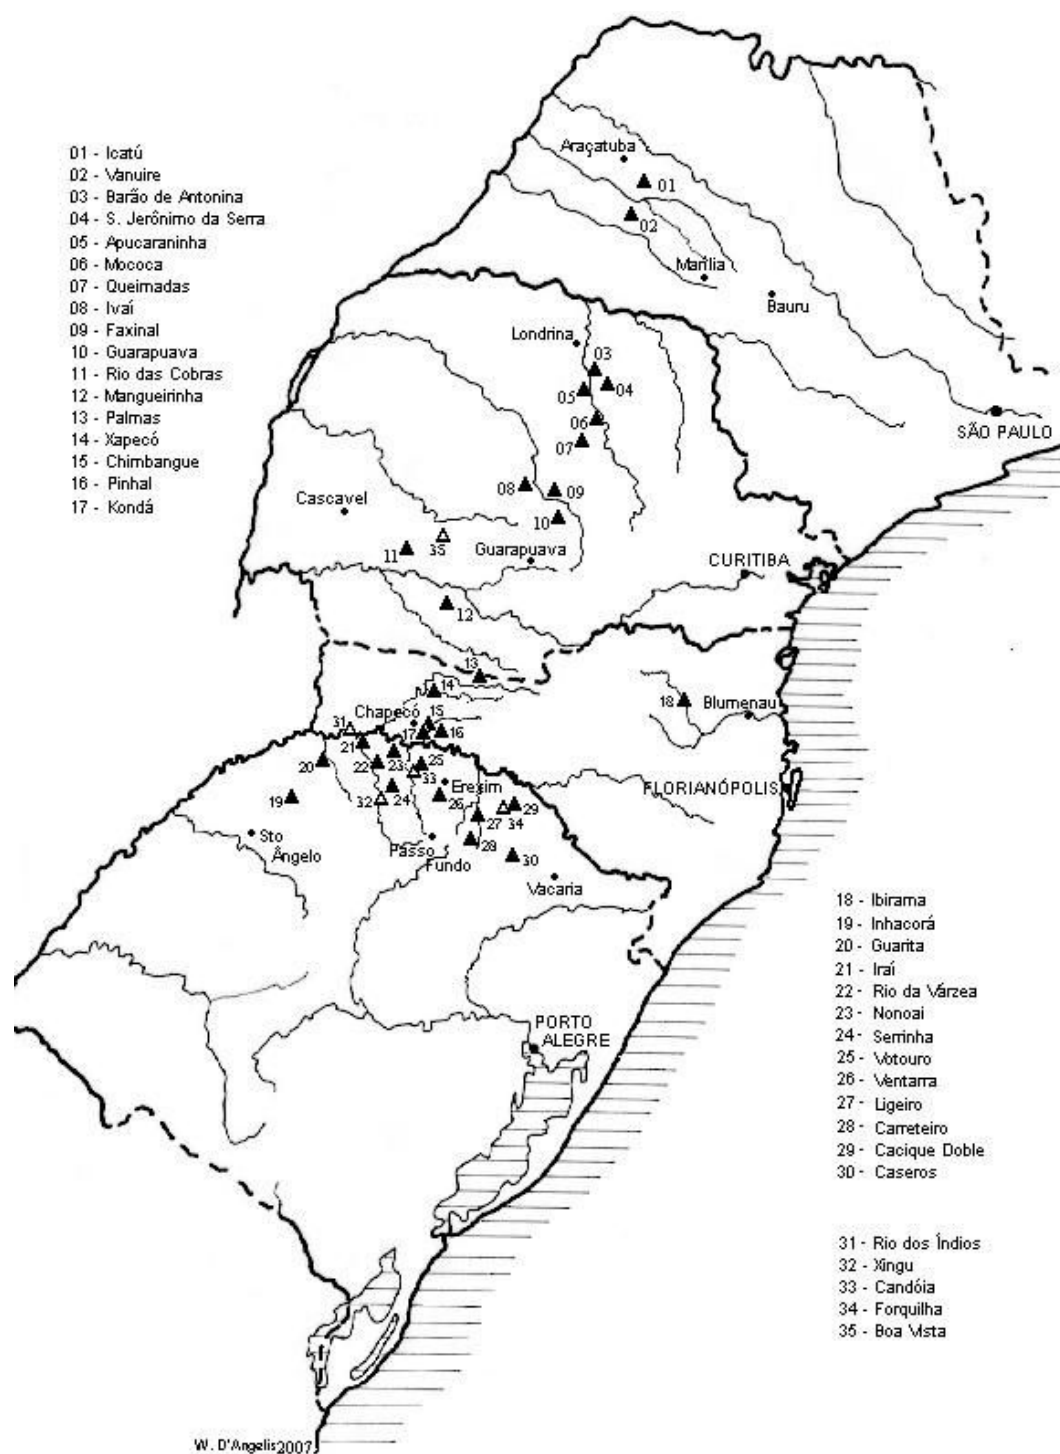 01 - Icatú
02 - Vanuire
03 - Barão de Antonina
04 - S. Jerônimo da Serra
05 - Apucaraninha
06 - Mococa
07 - Queimadas
08 - Ivaí
09 - Faxinal
10 - Guarapuava
11 - Rio das Cobras
12 - Mangueirinha
13 - Palmas
14 - Xapecó
15 - Chimbangue
16 - Pinhal
17 - Kondá
Araçatuba
01
02
Marília
Bauru
Londrina
03
04
05
06
07
SÃO PAULO
08
09
Cascavel
10
35
11
Guarapuava
CURITIBA
12
13
14
18
Blumenau
Chapecó
15
31
17
16
21
23
25
20
22
33
Erexim
FLORIANÓPOLIS
19
32
24
26
29
27
34
Sto
Ângelo
Passo
Fundo
28
30
Vacaria
18 - Ibirama
19 - Inhacorá
20 - Guarita
21 - Iraí
22 - Rio da Várzea
23 - Nonoai
24 - Serrinha
25 - Votouro
26 - Ventarra
27 - Ligeiro
28 - Carreteiro
29 - Cacique Doble
30 - Caseros
PORTO
ALEGRE
31 - Rio dos Índios
32 - Xingu
33 - Candóia
34 - Forquilha
35 - Boa Vista
W. D'Angelis 2007